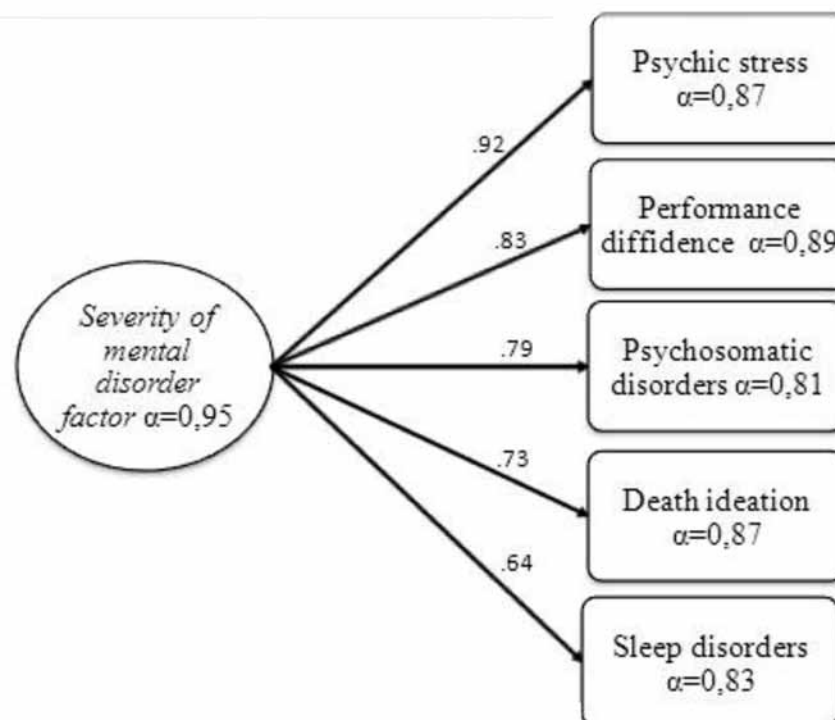 Psychic stress
α=0,87
.92
Performance
diffidence α=0,89
.83
Severity of
mental
disorder
factor α=0,95
.79
Psychosomatic
disorders α=0,81
.73
Death ideation
α=0,87
.64
Sleep disorders
α=0,83